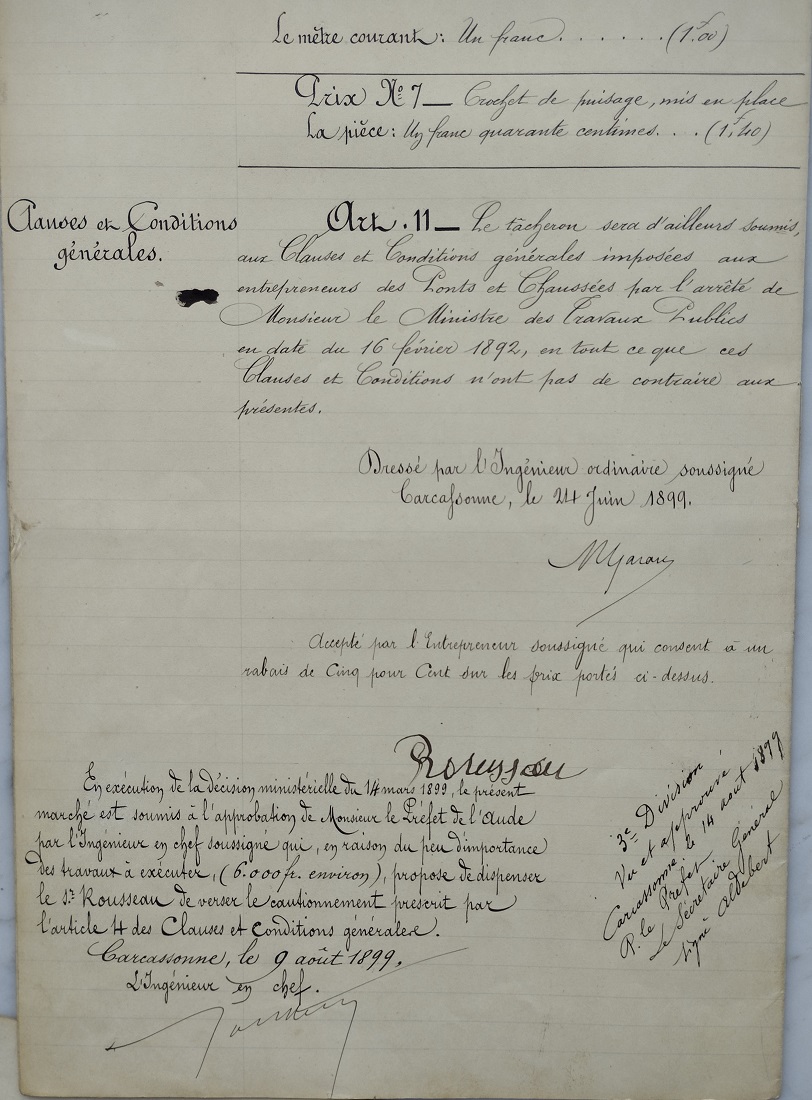 Le mètre courant: Un franc. . . . . . (1.f00)
Prix No 7 — Crochet de puisage, mis en place
La pièce: Un franc quarante centimes. . . (1.f40)
Clauses et Conditions
générales.
Art. 11 — Le tâcheron sera d'ailleurs soumis,
aux Clauses et Conditions générales imposées aux
entrepreneurs des Ponts et Chaussées par l'arrêté de
Monsieur le Ministre des Travaux Publics
en date du 16 février 1892, en tout ce que ces
Clauses et Conditions n'ont pas de contraire aux
présentes.
Dressé par l'Ingénieur ordinaire soussigné
Carcassonne, le 24 Juin 1899.
Accepté par l'Entrepreneur soussigné qui consent à un
rabais de Cinq pour Cent sur les prix portés ci-dessus.
Rousseau
En exécution de la décision ministérielle du 14 mars 1899, le présent
marché est soumis à l'approbation de Monsieur le Préfet de l'Aude
par l'Ingénieur en chef soussigné qui, en raison du peu d'importance
des travaux à exécuter, (6.000 fr. environ), propose de dispenser
le sr. Rousseau de verser le cautionnement prescrit par
l'article 4 des Clauses et Conditions générales.
Carcassonne, le 9 août 1899.
L'Ingénieur en chef.
3e Division
Vu et approuvé
Carcassonne, le 14 août 1899
P. le Préfet
Le Secrétaire Général
signé Aldebert